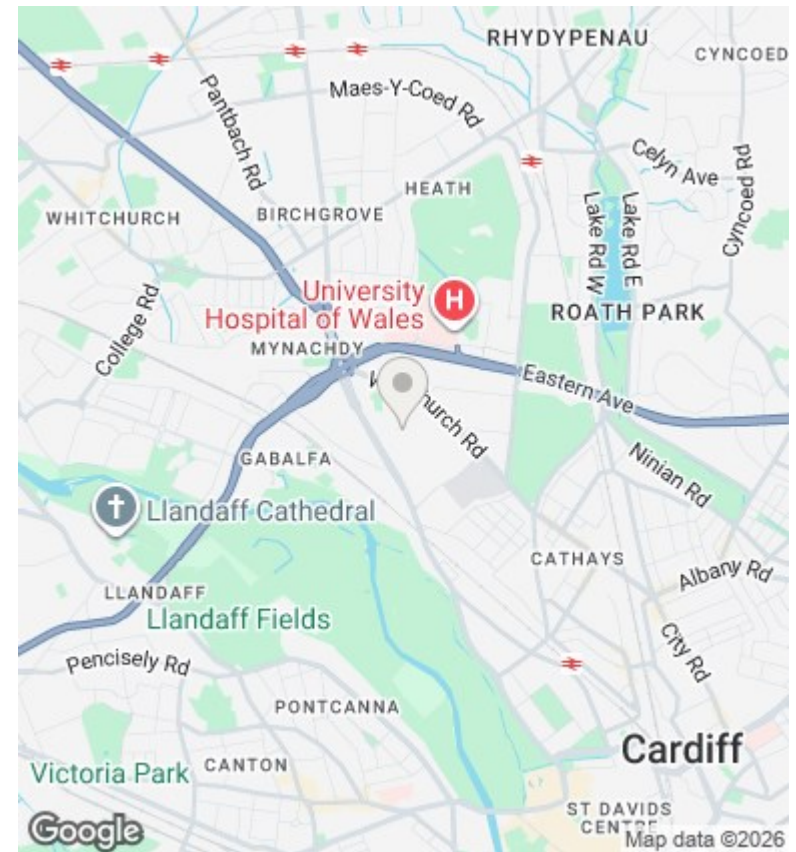 RHYDYPENAU
CYNCOED
Maes-Y-Coed Rd
Pantbach Rd
Celyn Ave
Cyncoed Rd
HEATH
WHITCHURCH
BIRCHGROVE
Lake Rd W
Lake Rd E
University
Hospital of Wales
H
ROATH PARK
College Rd
MYNACHDY
Eastern Ave
urch Rd
GABALFA
Ninian Rd
Llandaff Cathedral
CATHAYS
Albany Rd
LLANDAFF
Llandaff Fields
City Rd
Pencisely Rd
PONTCANNA
Cardiff
Victoria Park
CANTON
ST DAVIDS
CENTRE
Google
Map data ©2026